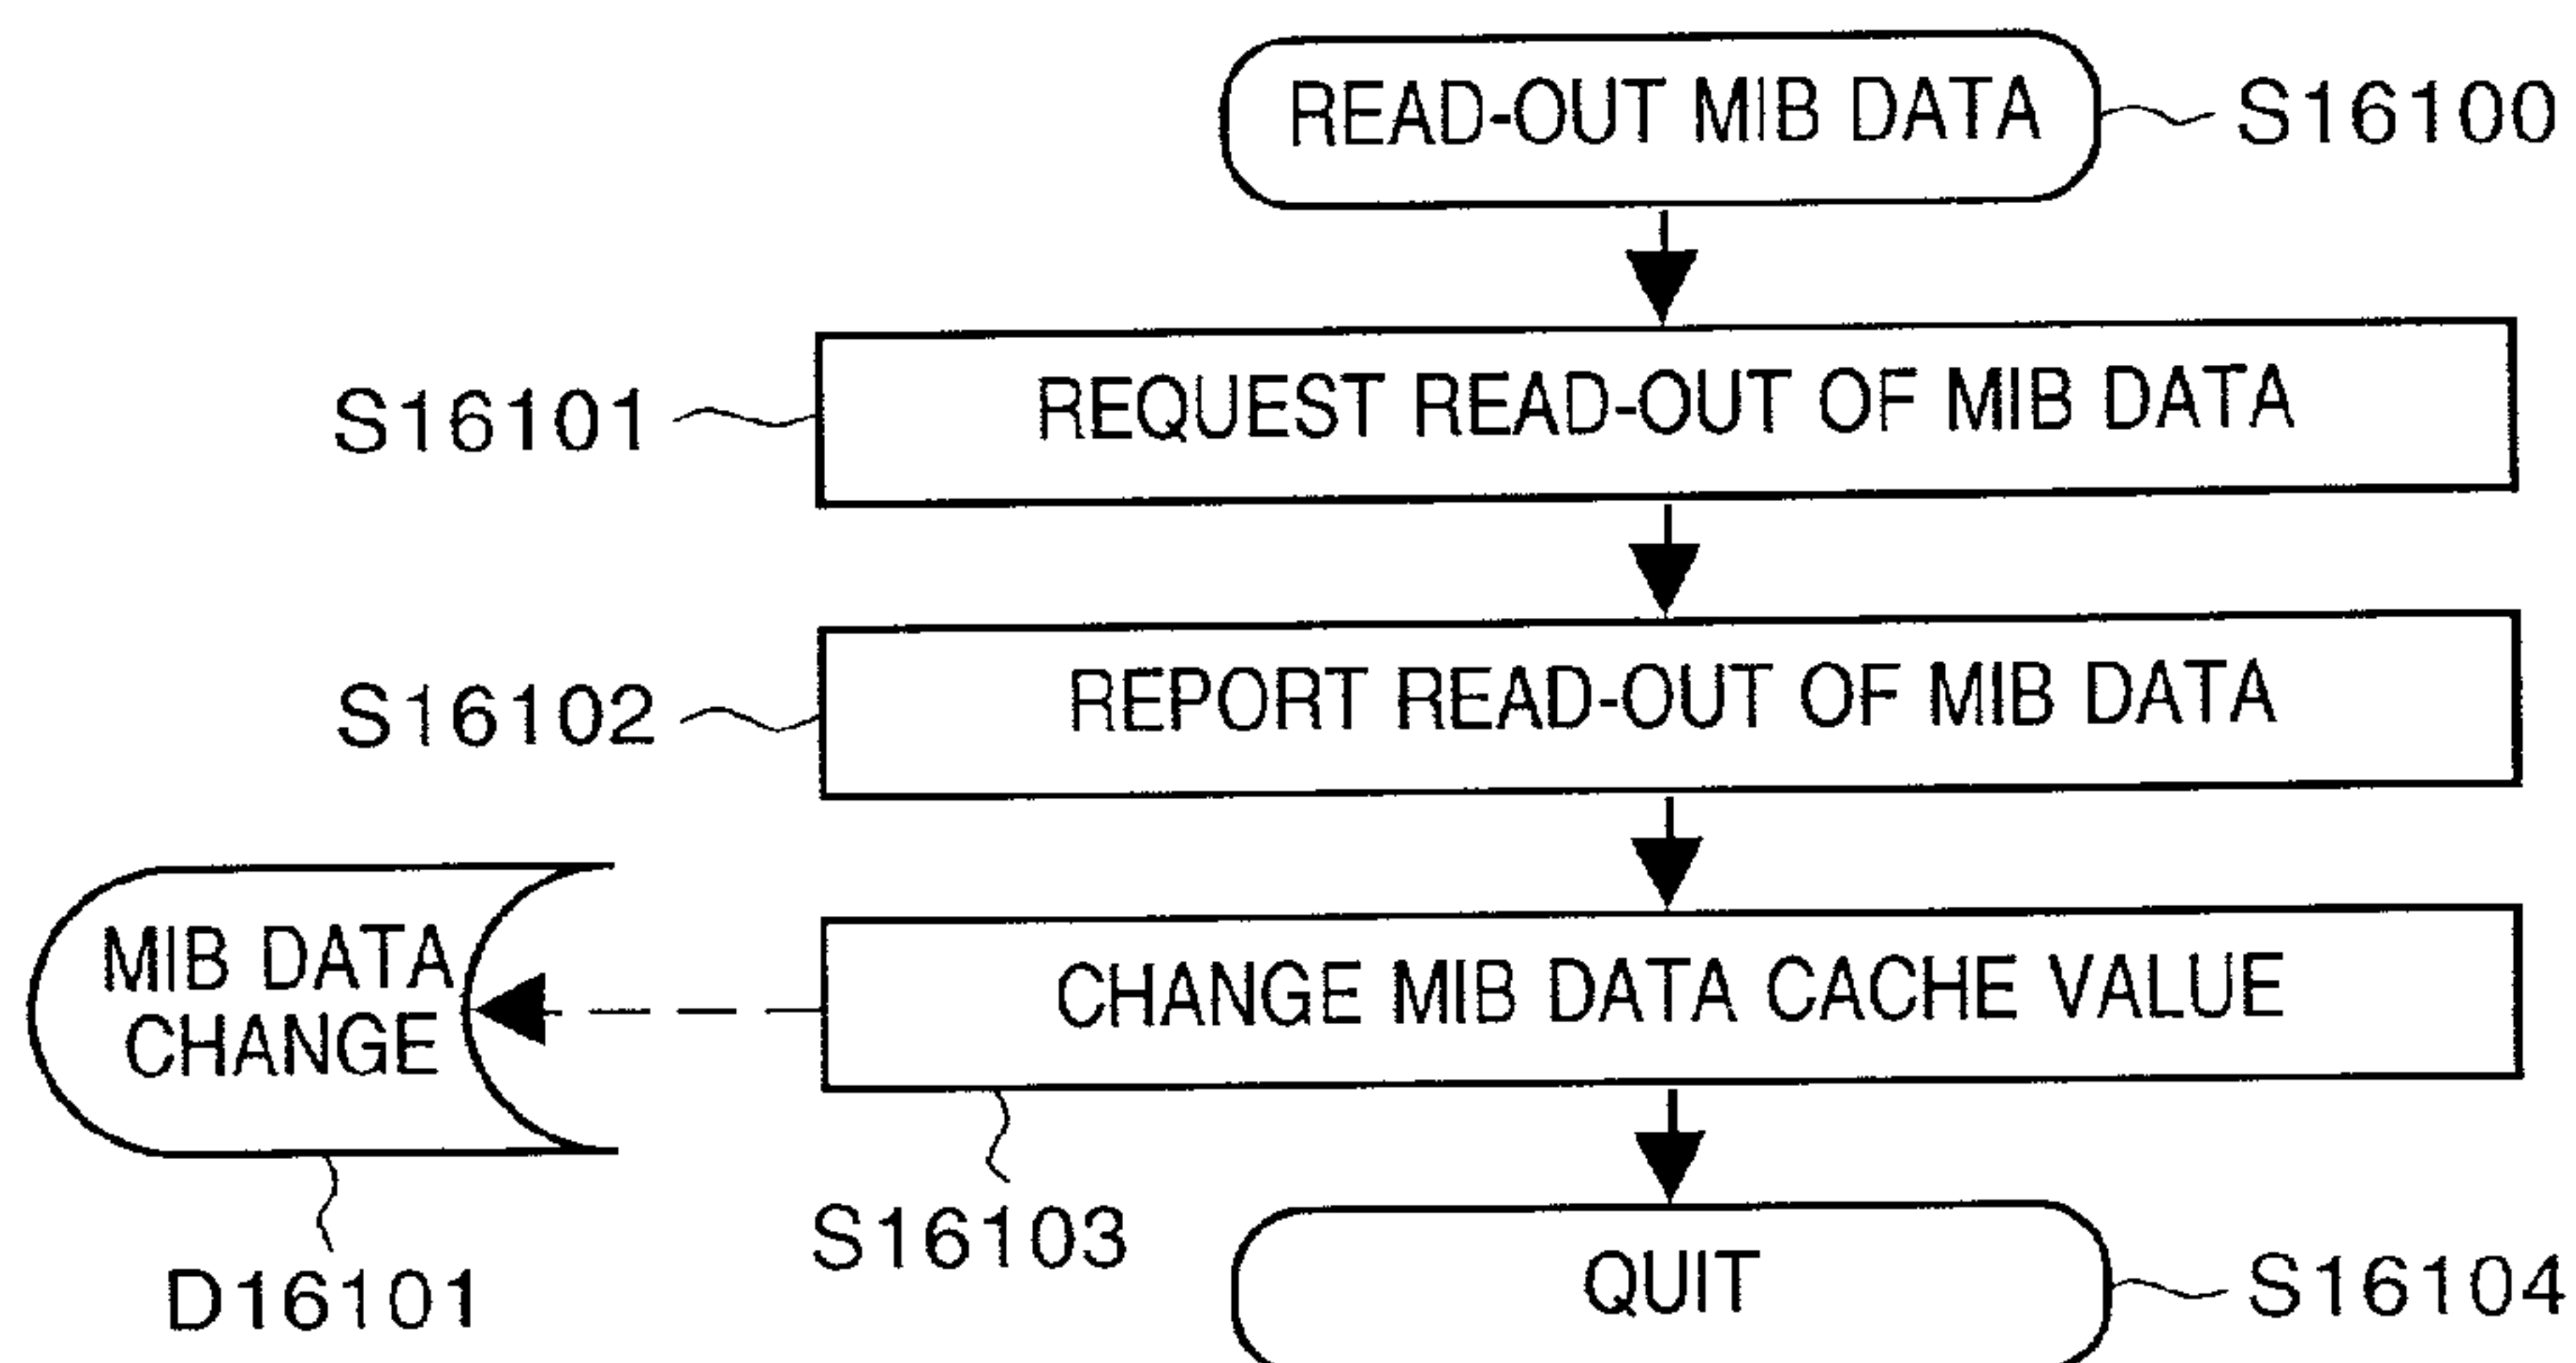 READ-OUT MIB DATA
S16100
S16101
REQUEST READ-OUT OF MIB DATA
S16102
REPORT READ-OUT OF MIB DATA
MIB DATA
CHANGE
CHANGE MIB DATA CACHE VALUE
D16101
S16103
QUIT
S16104